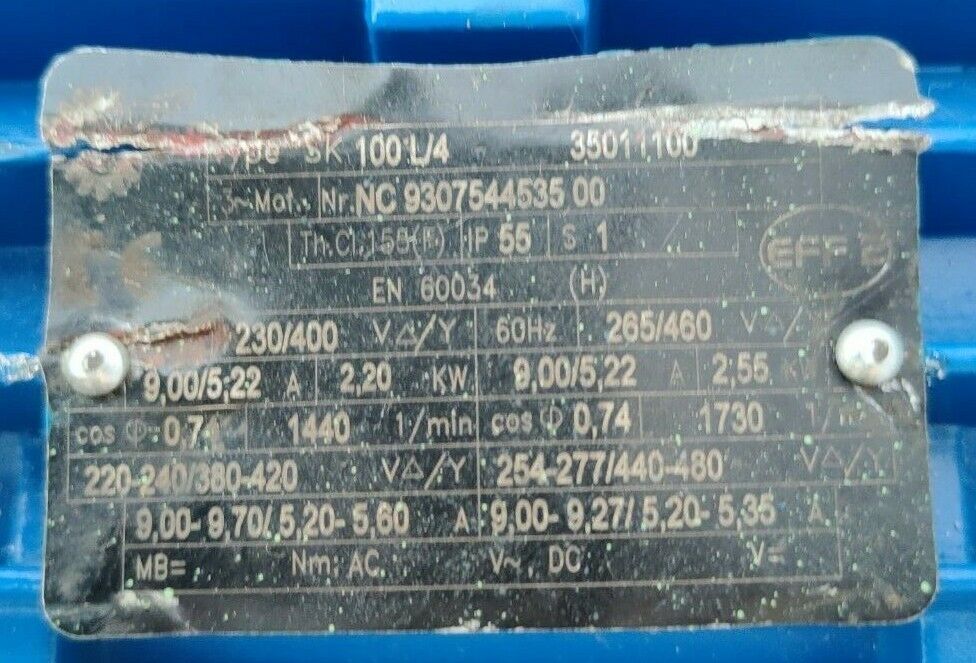 Type SK 100 L/4 - 35011100
3~Mot. Nr. NC 9307544535 00
Th.Cl.155(F) IP 55 S 1
EFF 2
EN 60034 (H)
230/400 V△/Y 60Hz 265/460 V△/
9,00/5,22 A 2,20 KW 9,00/5,22 A 2,55 KW
cos φ 0,74 1440 1/min cos φ 0,74 1730 1/min
220-240/380-420 V△/Y 254-277/440-480 V△/Y
9,00- 9,70/ 5,20- 5,60 A 9,00- 9,27/ 5,20- 5,35 A
MB= Nm: AC V~, DC V=